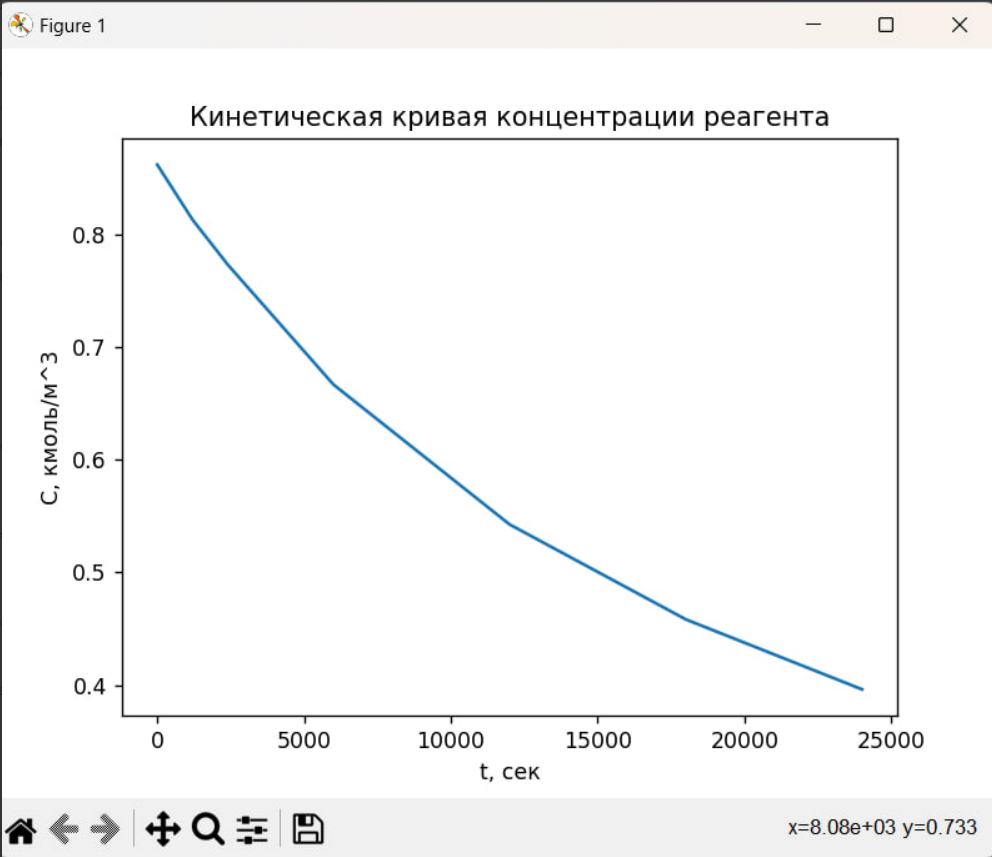 Figure 1
Кинетическая кривая концентрации реагента
С, кмоль/м^3
0.8
0.7
0.6
0.5
0.4
0 5000 10000 15000 20000 25000
t, сек
x=8.08e+03 y=0.733